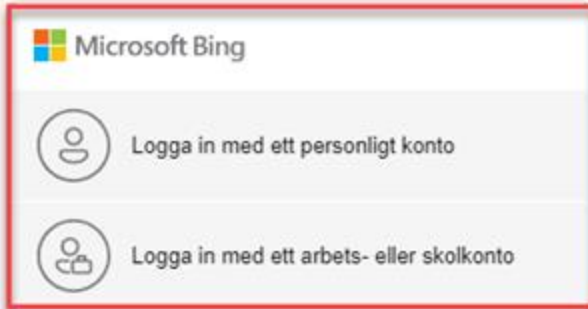 Microsoft Bing
Logga in med ett personligt konto
Logga in med ett arbets- eller skolkonto